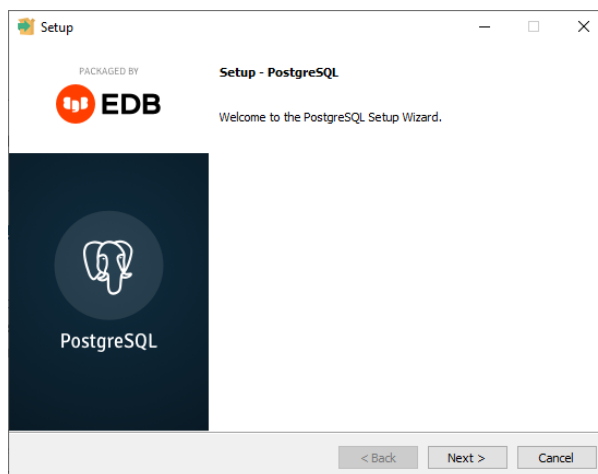 Setup
PACKAGED BY
EDB
Setup - PostgreSQL
Welcome to the PostgreSQL Setup Wizard.
PostgreSQL
< Back
Next >
Cancel